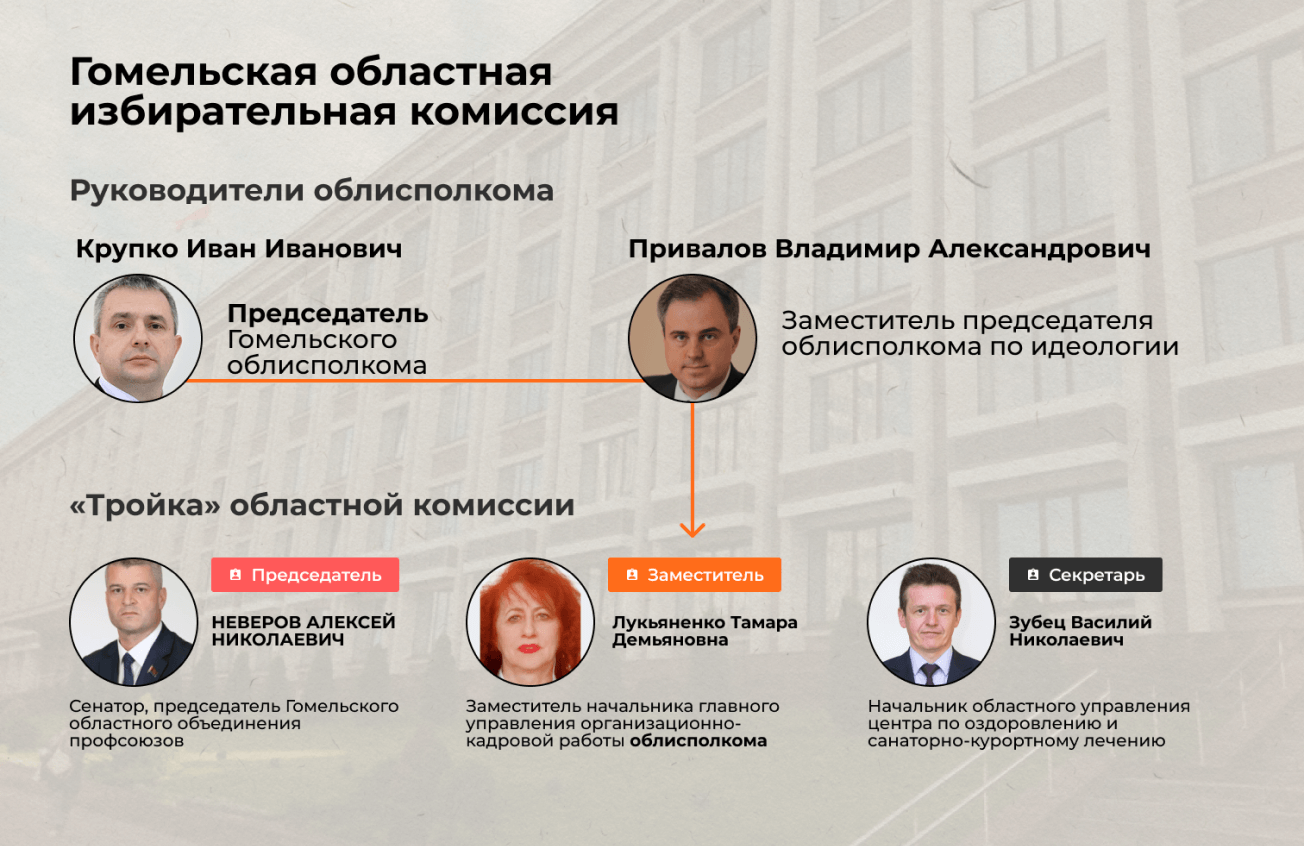 Гомельская областная
избирательная комиссия
Руководители облисполкома
Крупко Иван Иванович
Председатель
Гомельского
облисполкома
Привалов Владимир Александрович
Заместитель председателя
облисполкома по идеологии
«Тройка» областной комиссии
Председатель
НЕВЕРОВ АЛЕКСЕЙ
НИКОЛАЕВИЧ
Сенатор, председатель Гомельского
областного объединения
профсоюзов
Заместитель
Лукьяненко Тамара
Демьяновна
Заместитель начальника главного
управления организационно-
кадровой работы облисполкома
Секретарь
Зубец Василий
Николаевич
Начальник областного управления
центра по оздоровлению и
санаторно-курортному лечению